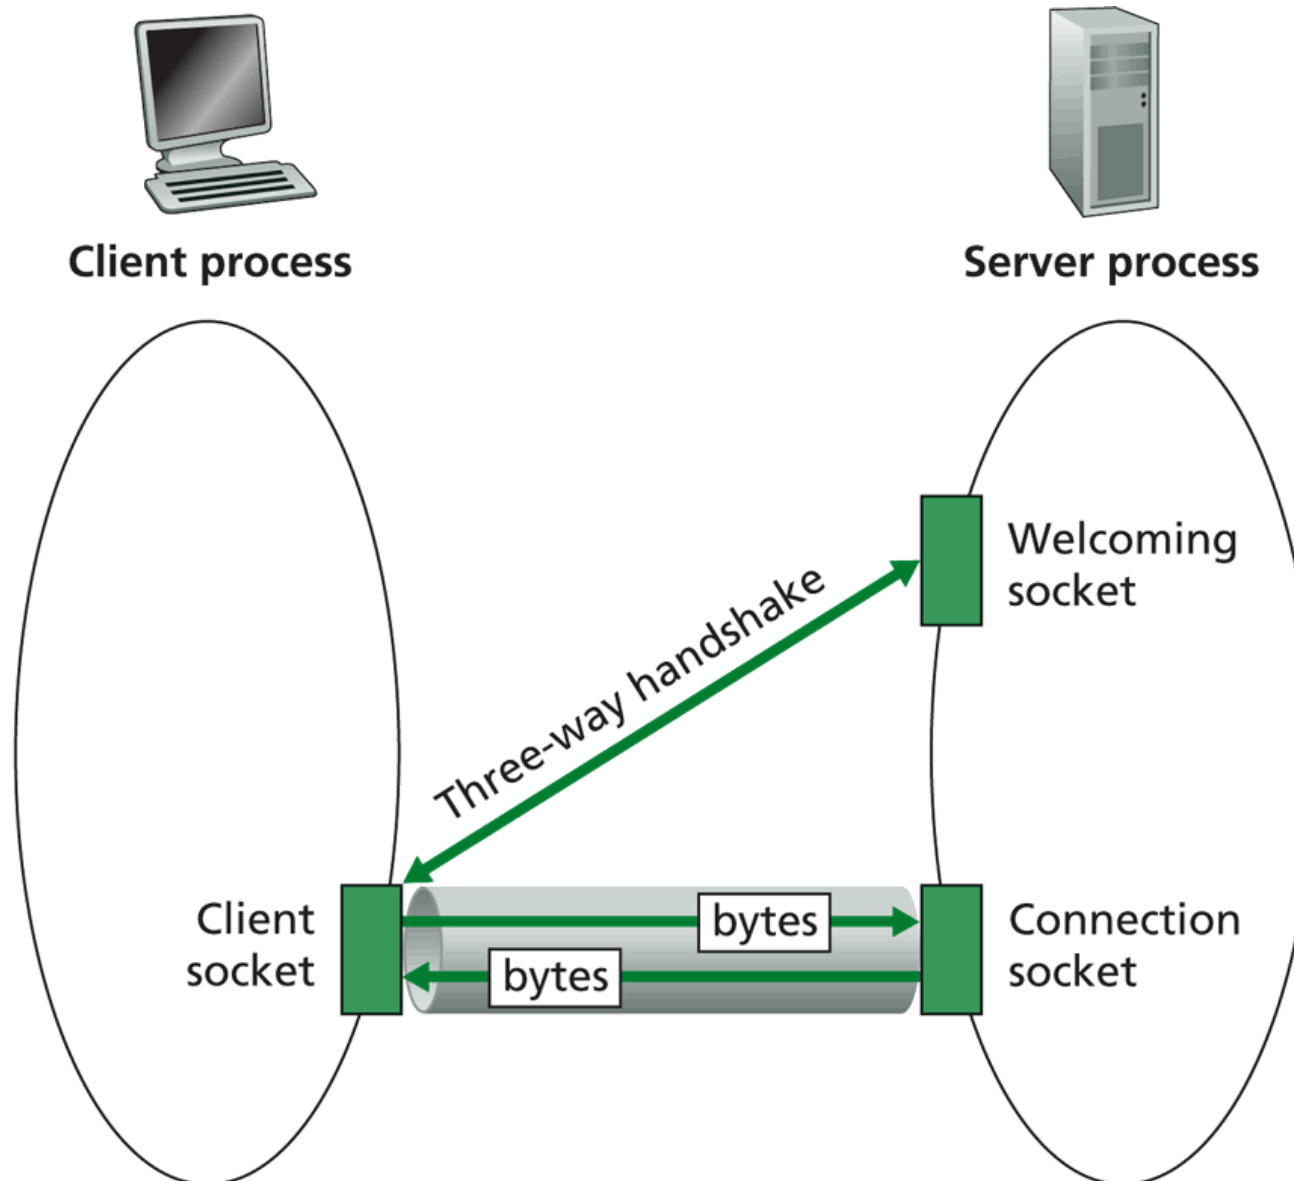 Client process
Server process
Welcoming
socket
Three-way handshake
Client
socket
bytes
bytes
Connection
socket